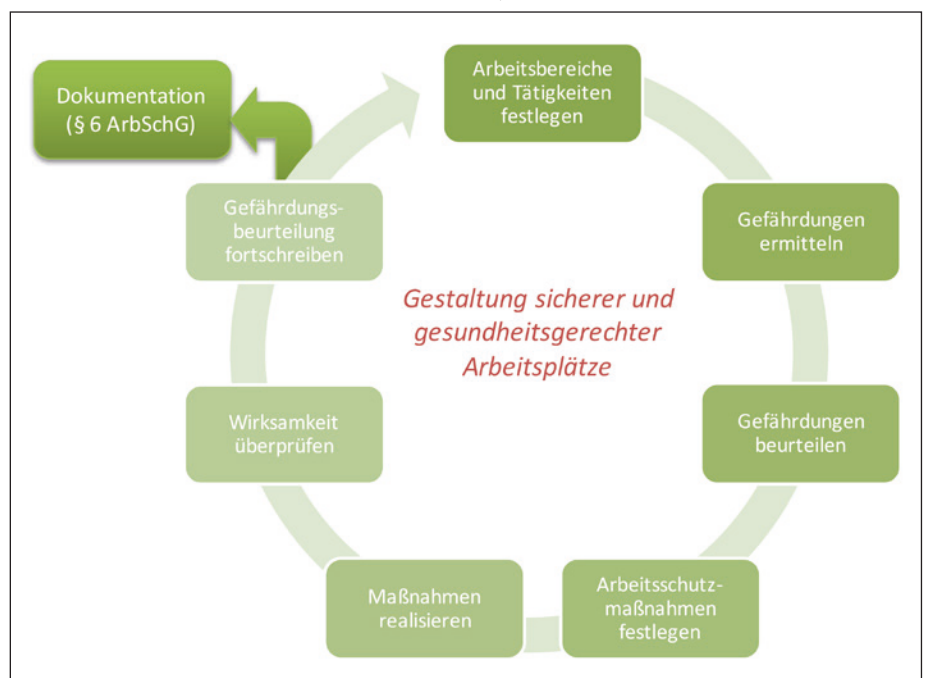 Dokumentation
(§ 6 ArbSchG)
Arbeitsbereiche
und Tätigkeiten
festlegen
Gefährdungen
ermitteln
Gefährdungen
beurteilen
Arbeitsschutz-
maßnahmen
festlegen
Maßnahmen
realisieren
Wirksamkeit
überprüfen
Gefährdungs-
beurteilung
fortschreiben
Gestaltung sicherer und
gesundheitsgerechter
Arbeitsplätze